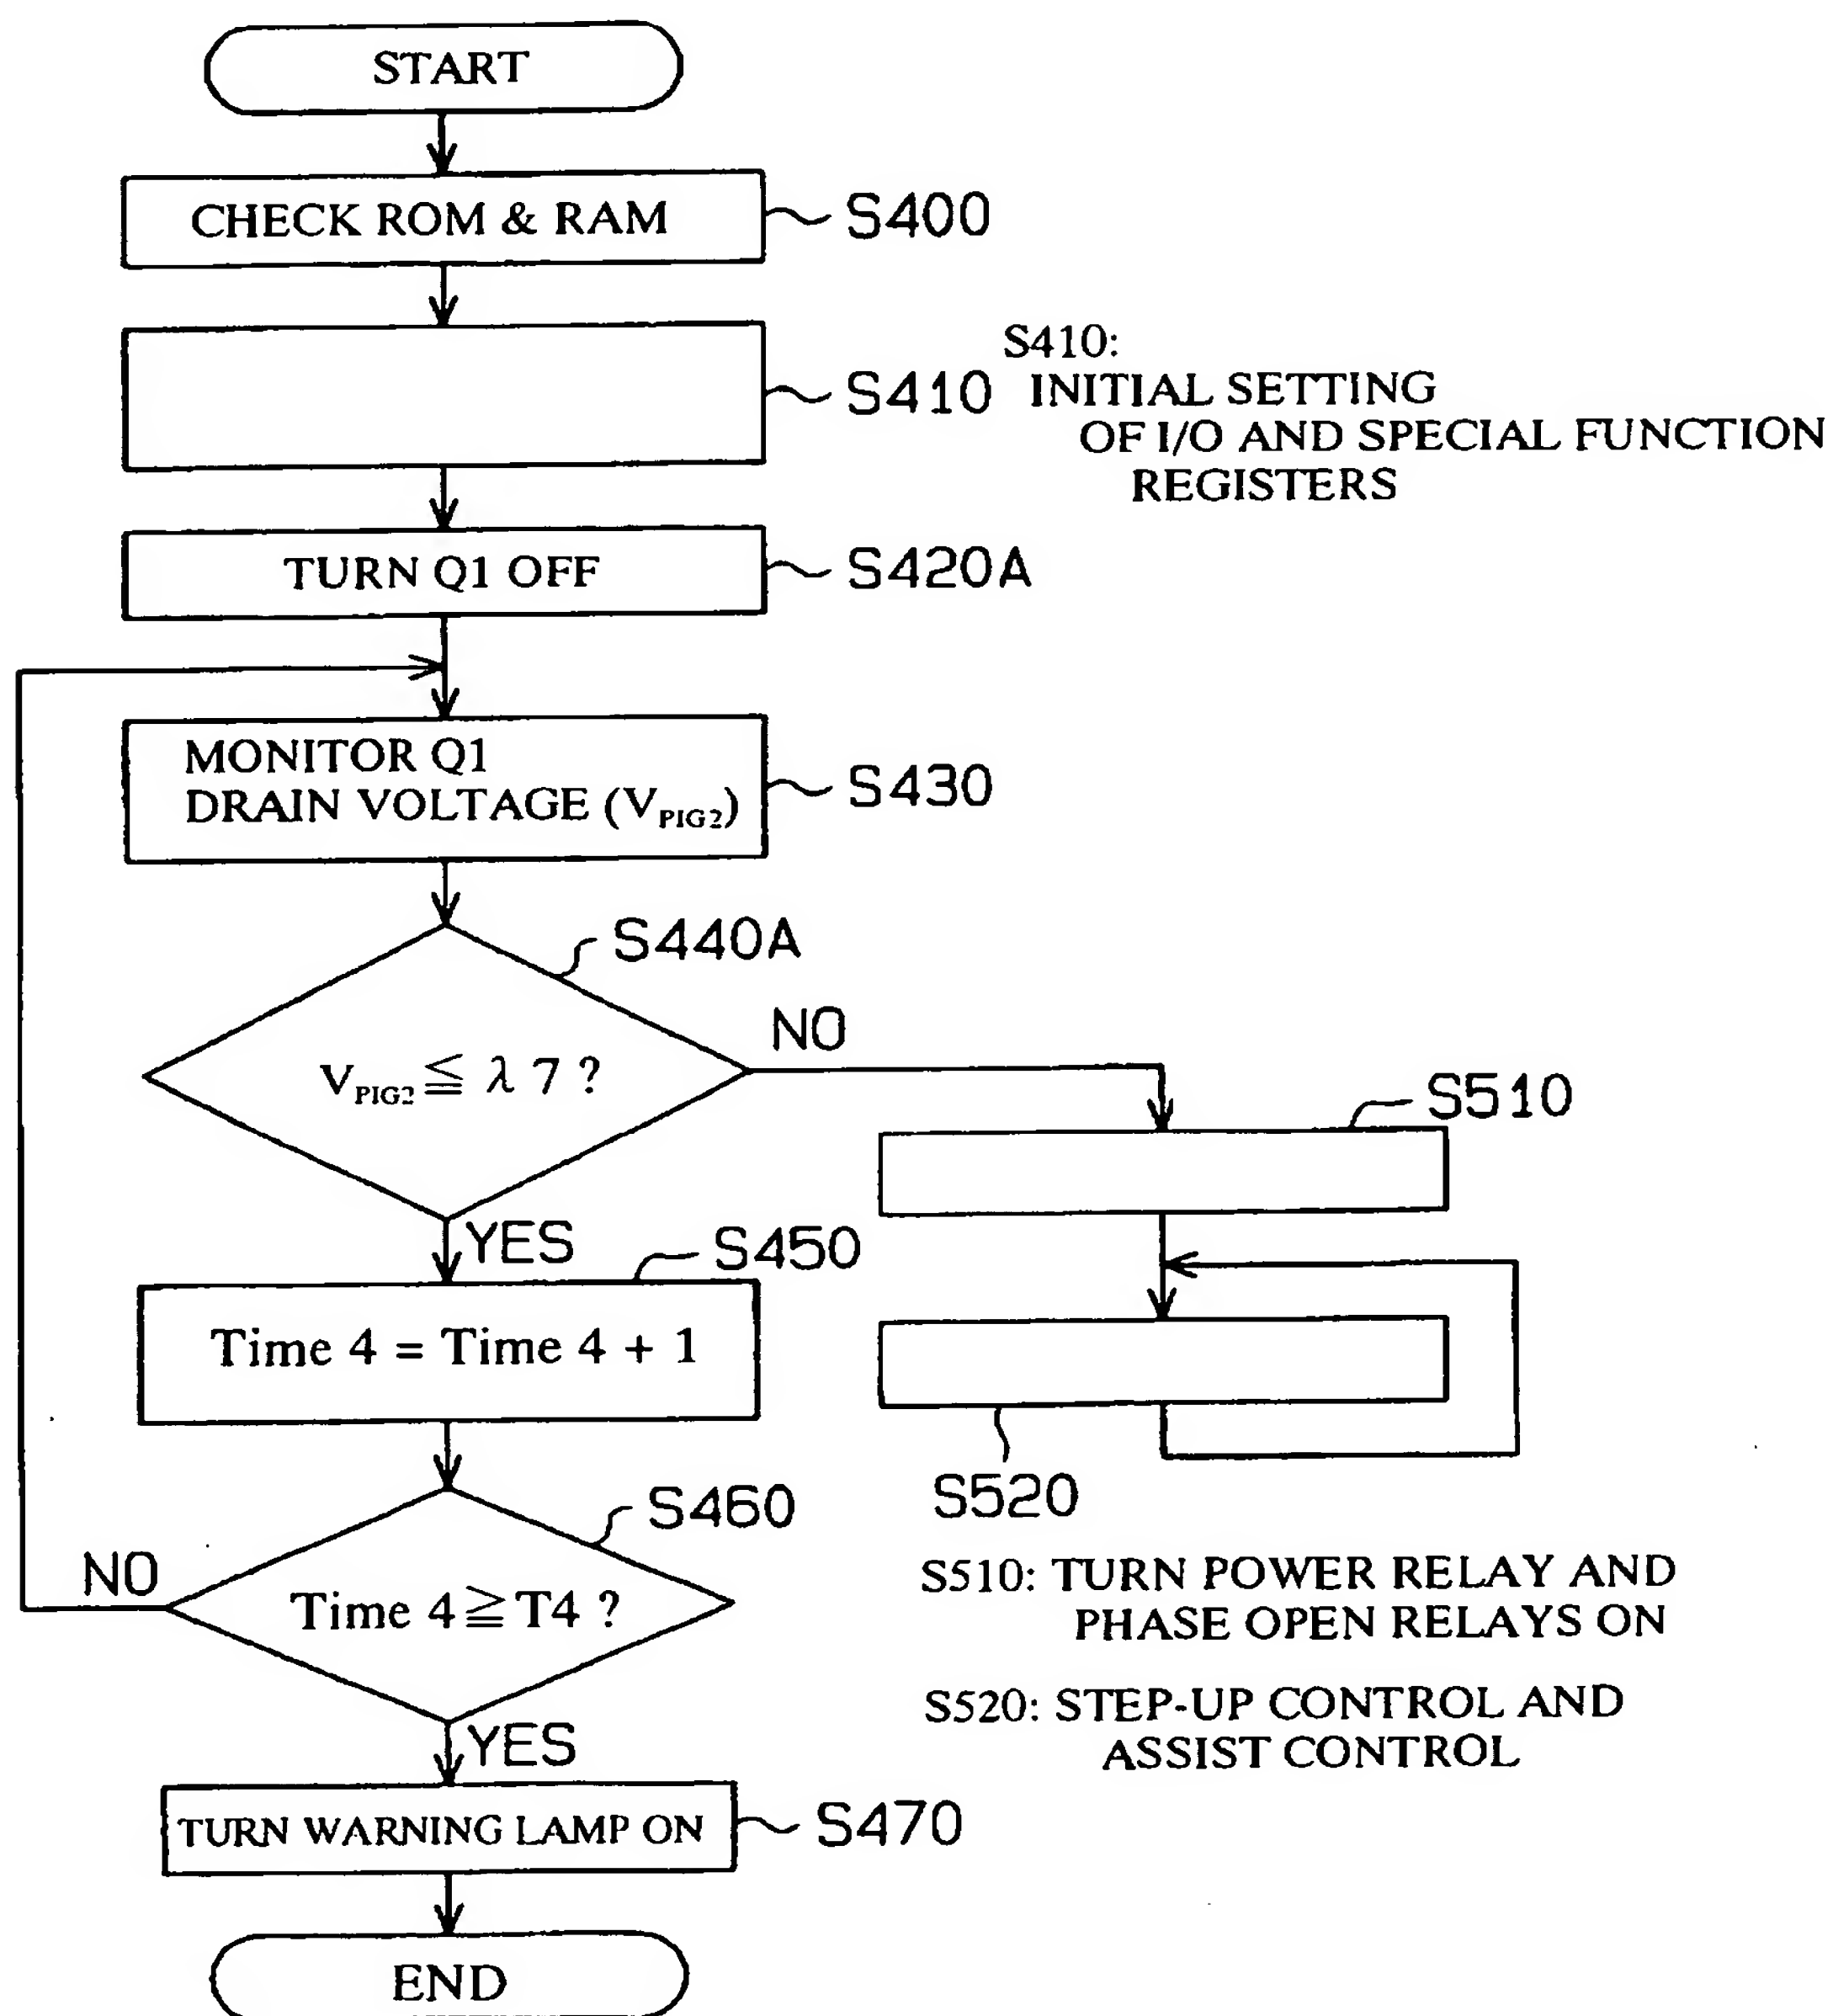 START
CHECK ROM & RAM
S400
S410
S410:
INITIAL SETTING
OF I/O AND SPECIAL FUNCTION
REGISTERS
TURN Q1 OFF
S420A
MONITOR Q1
DRAIN VOLTAGE (V_PIG2)
S430
S440A
V_PIG2 ≦ λ 7 ?
NO
YES
S510
S450
Time 4 = Time 4 + 1
S520
S460
Time 4 ≧ T4 ?
NO
YES
S510: TURN POWER RELAY AND
PHASE OPEN RELAYS ON
S520: STEP-UP CONTROL AND
ASSIST CONTROL
TURN WARNING LAMP ON
S470
END